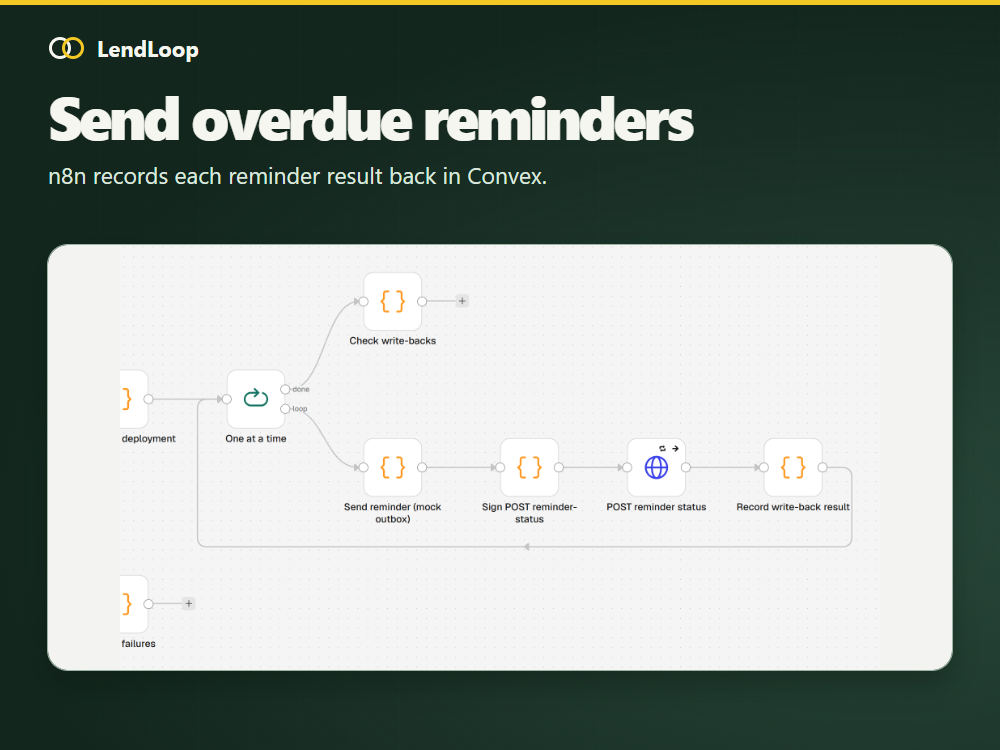 LendLoop
Send overdue reminders
n8n records each reminder result back in Convex.
Check write-backs
done
loop
deployment
One at a time
Send reminder (mock
outbox)
Sign POST reminder-
status
POST reminder status
Record write-back result
failures